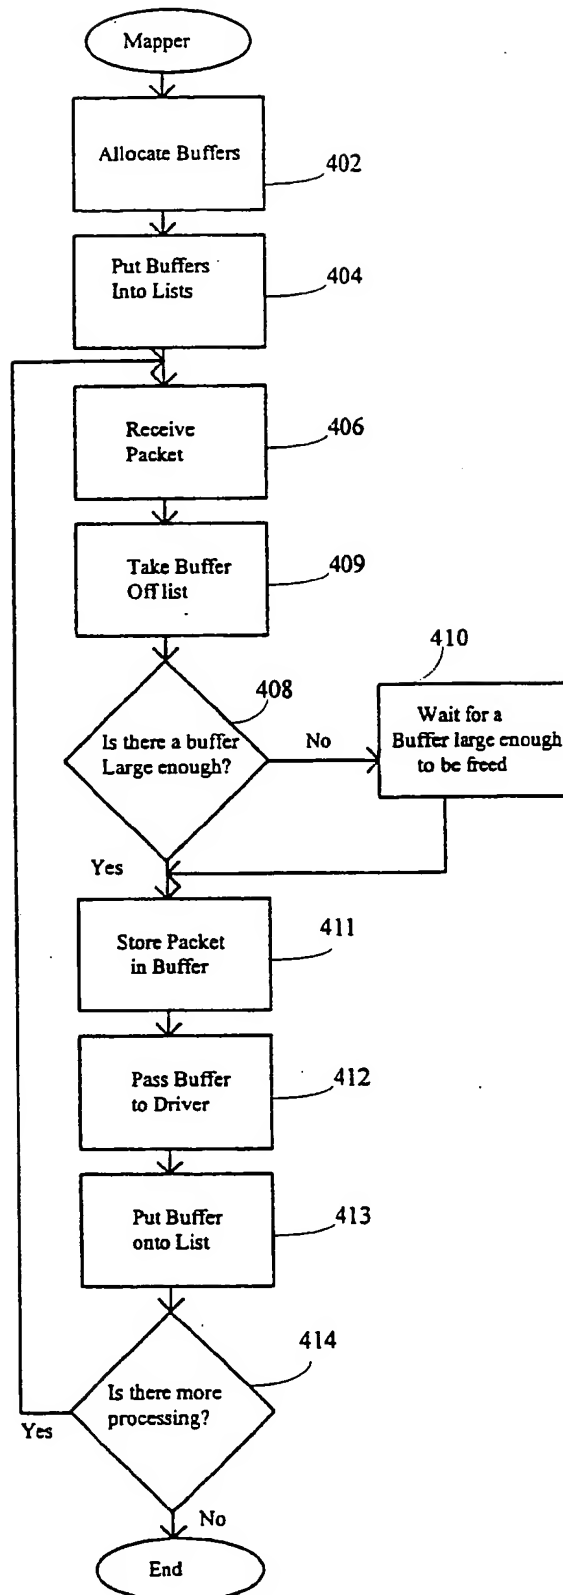 Mapper
Allocate Buffers
402
Put Buffers
Into Lists
404
Receive
Packet
406
Take Buffer
Off list
409
408
Is there a buffer
Large enough?
No
410
Wait for a
Buffer large enough
to be freed
Yes
Store Packet
in Buffer
411
Pass Buffer
to Driver
412
Put Buffer
onto List
413
414
Is there more
processing?
Yes
No
End